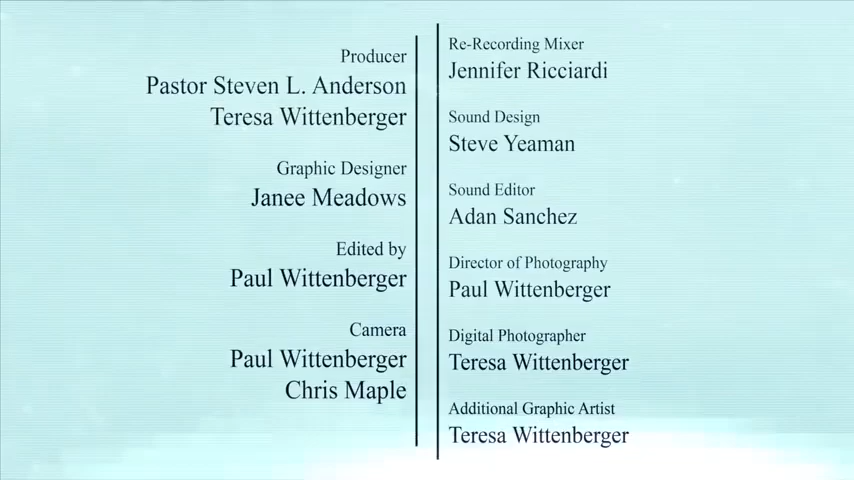 Producer
Pastor Steven L. Anderson
Teresa Wittenberger
Graphic Designer
Janee Meadows
Edited by
Paul Wittenberger
Camera
Paul Wittenberger
Chris Maple
Re-Recording Mixer
Jennifer Ricciardi
Sound Design
Steve Yeaman
Sound Editor
Adan Sanchez
Director of Photography
Paul Wittenberger
Digital Photographer
Teresa Wittenberger
Additional Graphic Artist
Teresa Wittenberger